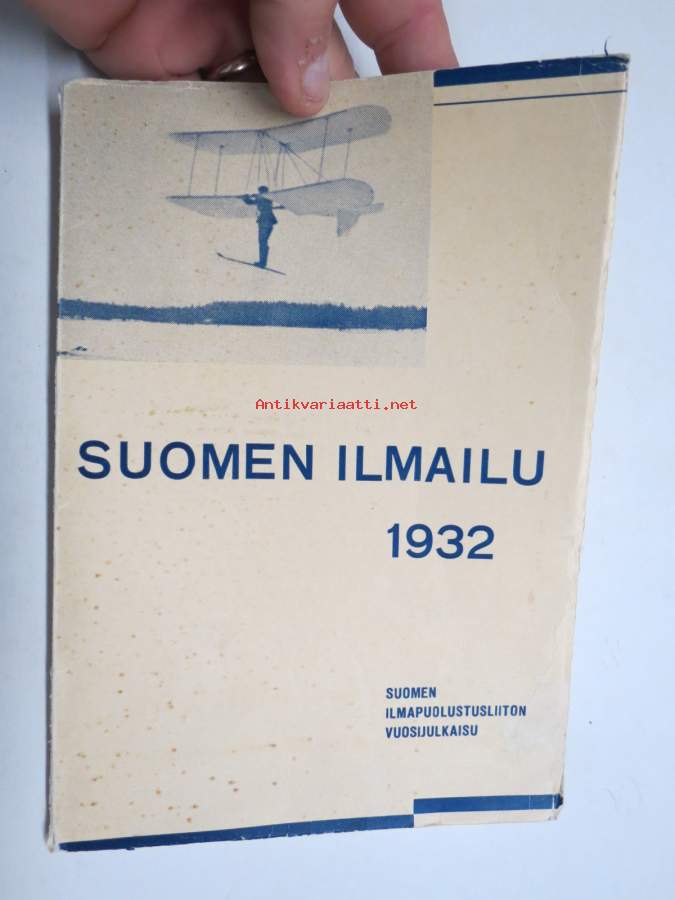 Antikvariaatti.net
SUOMEN ILMAILU
1932
SUOMEN
ILMAPUOLUSTUSLIITON
VUOSIJULKAISU